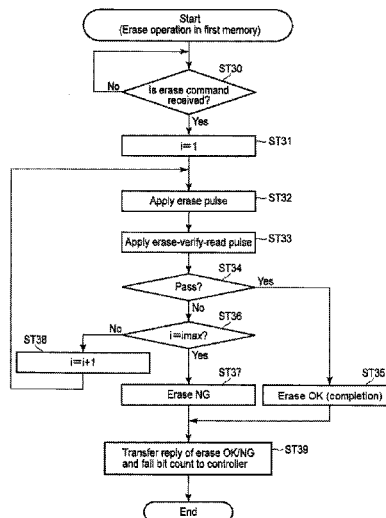 Start
(Erase operation in first memory)
ST30
No
Is erase command
received?
Yes
i=1
ST31
Apply erase pulse
ST32
Apply erase-verify-read pulse
ST33
ST34
Pass?
Yes
No
ST36
ST38
No
i=imax?
i=i+1
Yes
ST37
ST35
Erase NG
Erase OK (completion)
Transfer reply of erase OK/NG
and fail bit count to controller
ST39
End